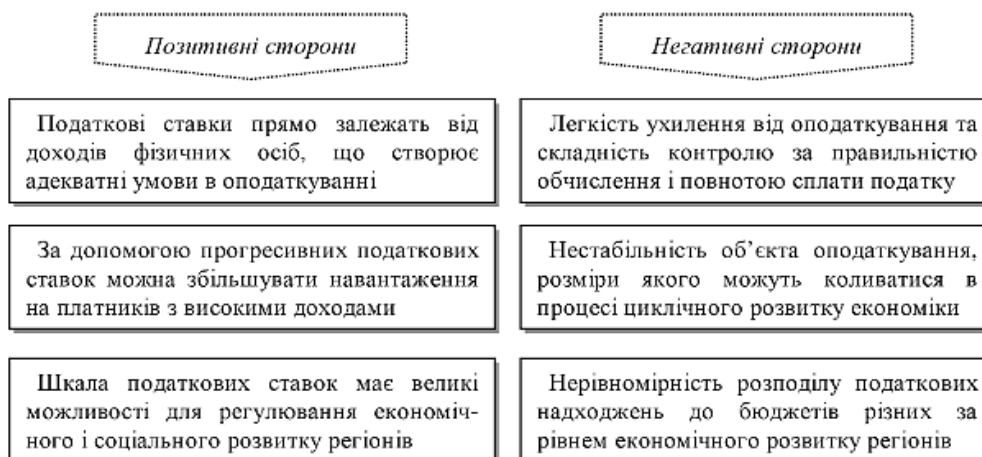 Позитивні сторони
Негативні сторони
Податкові ставки прямо залежать від
доходів фізичних осіб, що створює
адекватні умови в оподаткуванні
Легкість ухилення від оподаткування та
складність контролю за правильністю
обчислення і повнотою сплати податку
За допомогою прогресивних податкових
ставок можна збільшувати навантаження
на платників з високими доходами
Нестабільність об’єкта оподаткування,
розміри якого можуть коливатися в
процесі циклічного розвитку економіки
Шкала податкових ставок має великі
можливості для регулювання економіч-
ного і соціального розвитку регіонів
Нерівномірність розподілу податкових
надходжень до бюджетів різних за
рівнем економічного розвитку регіонів